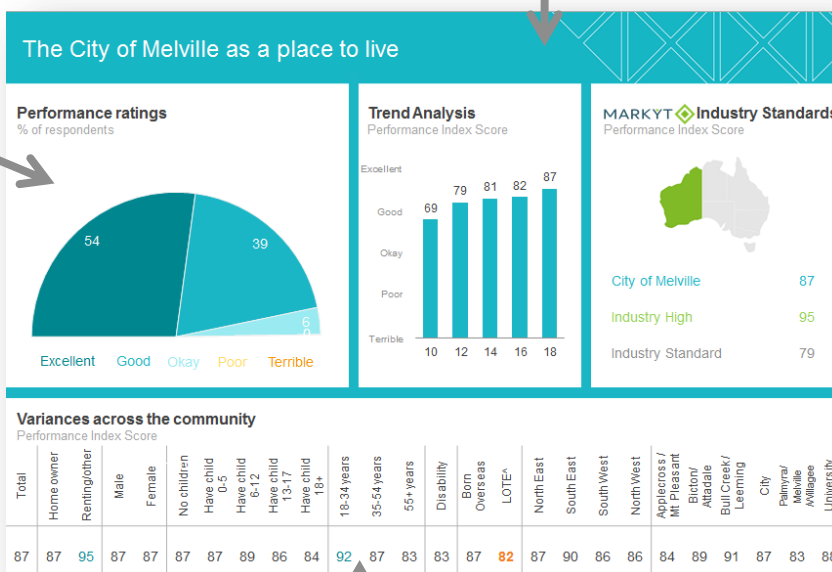 The City of Melville as a place to live
Performance ratings
% of respondents
54
39
6
Excellent Good Okay Poor Terrible
Trend Analysis
Performance Index Score
Excellent
Good
Okay
Poor
Terrible
69 79 81 82 87
10 12 14 16 18
MARKYT Industry Standards
Performance Index Score
City of Melville 87
Industry High 95
Industry Standard 79
Variances across the community
Performance Index Score
Total
Home owner
Renting/other
Male
Female
No children
Have child
0-5
Have child
6-12
Have child
13-17
Have child
18+
18-34 years
35-54 years
55+ years
Disability
Born
Overseas
LOTE^
North East
South East
South West
North West
Applecross /
Mt Pleasant
Bicton/
Attadale
Bull Creek /
Leeming
City
Palmyra/
Melville
/Willagee
University
87 87 95 87 87 87 87 89 86 84 92 87 83 83 87 82 87 90 86 86 84 89 91 87 83